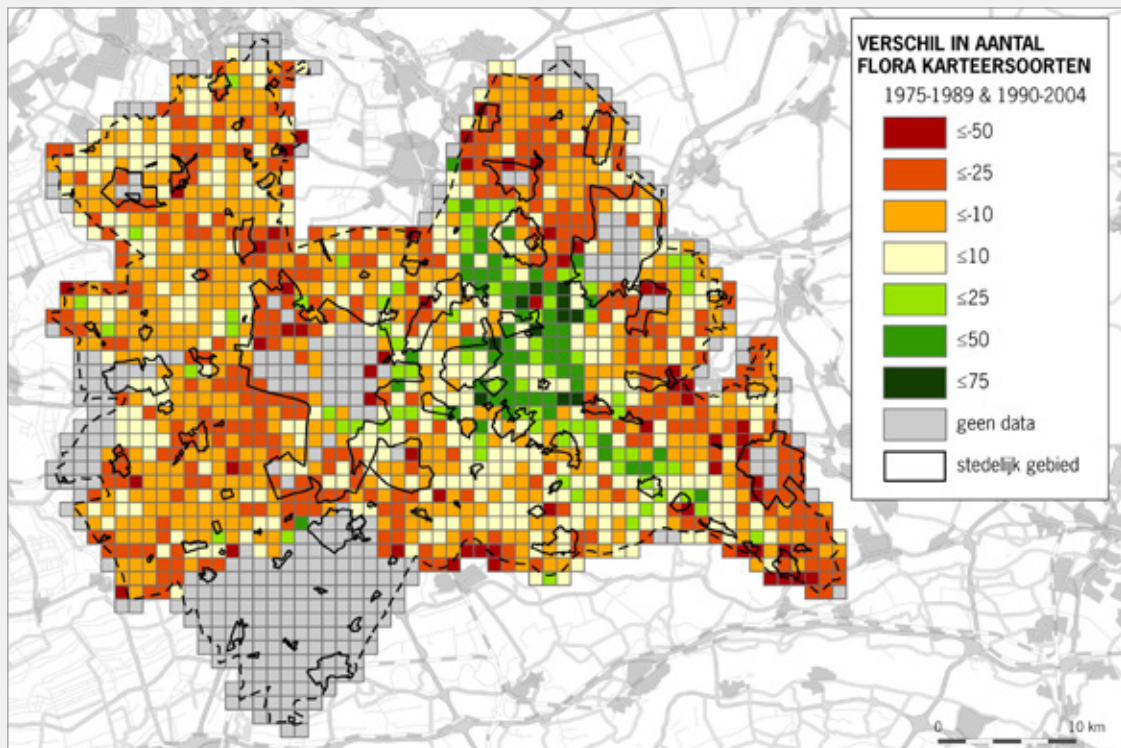 VERSCHIL IN AANTAL
FLORA KARTEERSOORTEN
1975-1989 & 1990-2004
≤-50
≤-25
≤-10
≤10
≤25
≤50
≤75
geen data
stedelijk gebied
0 10 km